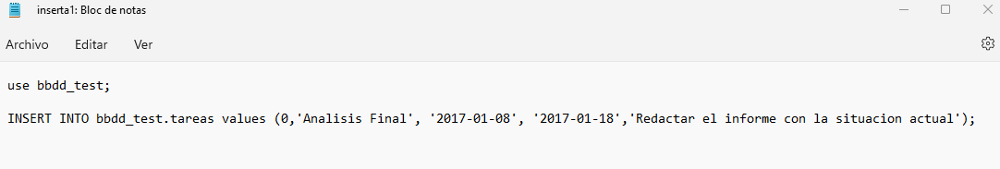 inserta1: Bloc de notas
Archivo Editar Ver
use bbdd_test;
INSERT INTO bbdd_test.tareas values (0,'Analisis Final', '2017-01-08', '2017-01-18','Redactar el informe con la situacion actual');